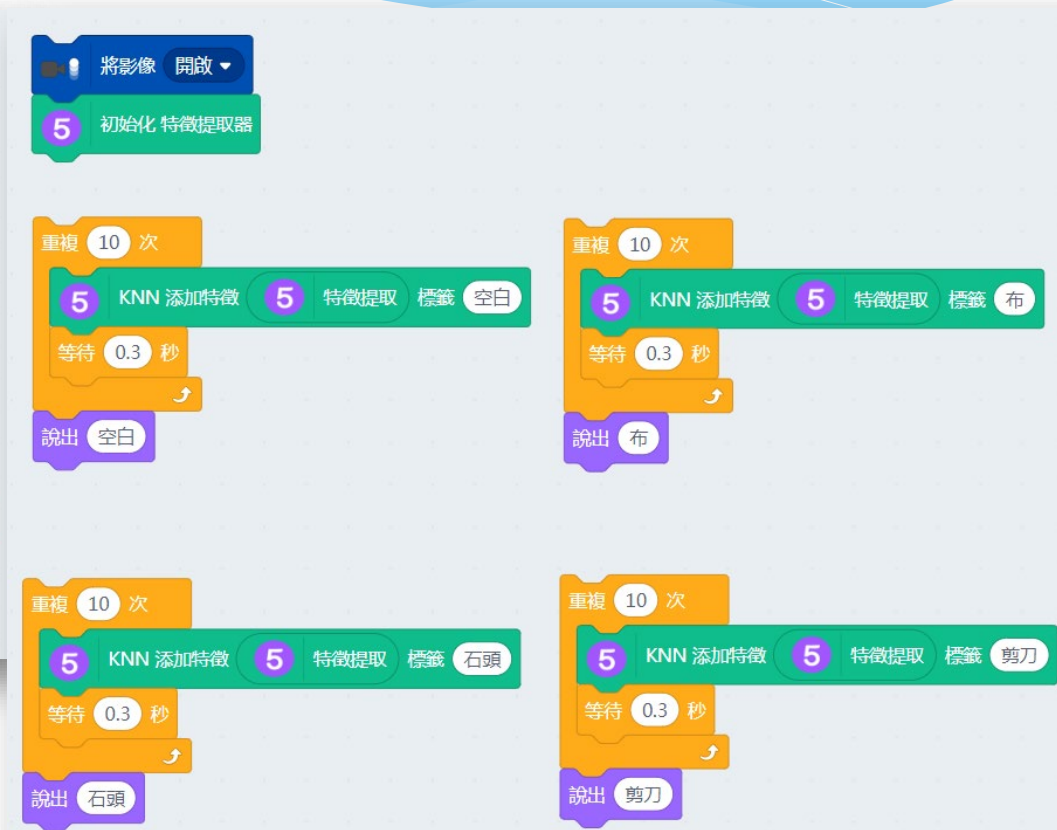 將影像 開啟
5 初始化 特徵提取器
重複 10 次
5 KNN 添加特徵 5 特徵提取 標籤 空白
等待 0.3 秒
說出 空白
重複 10 次
5 KNN 添加特徵 5 特徵提取 標籤 布
等待 0.3 秒
說出 布
重複 10 次
5 KNN 添加特徵 5 特徵提取 標籤 石頭
等待 0.3 秒
說出 石頭
重複 10 次
5 KNN 添加特徵 5 特徵提取 標籤 剪刀
等待 0.3 秒
說出 剪刀